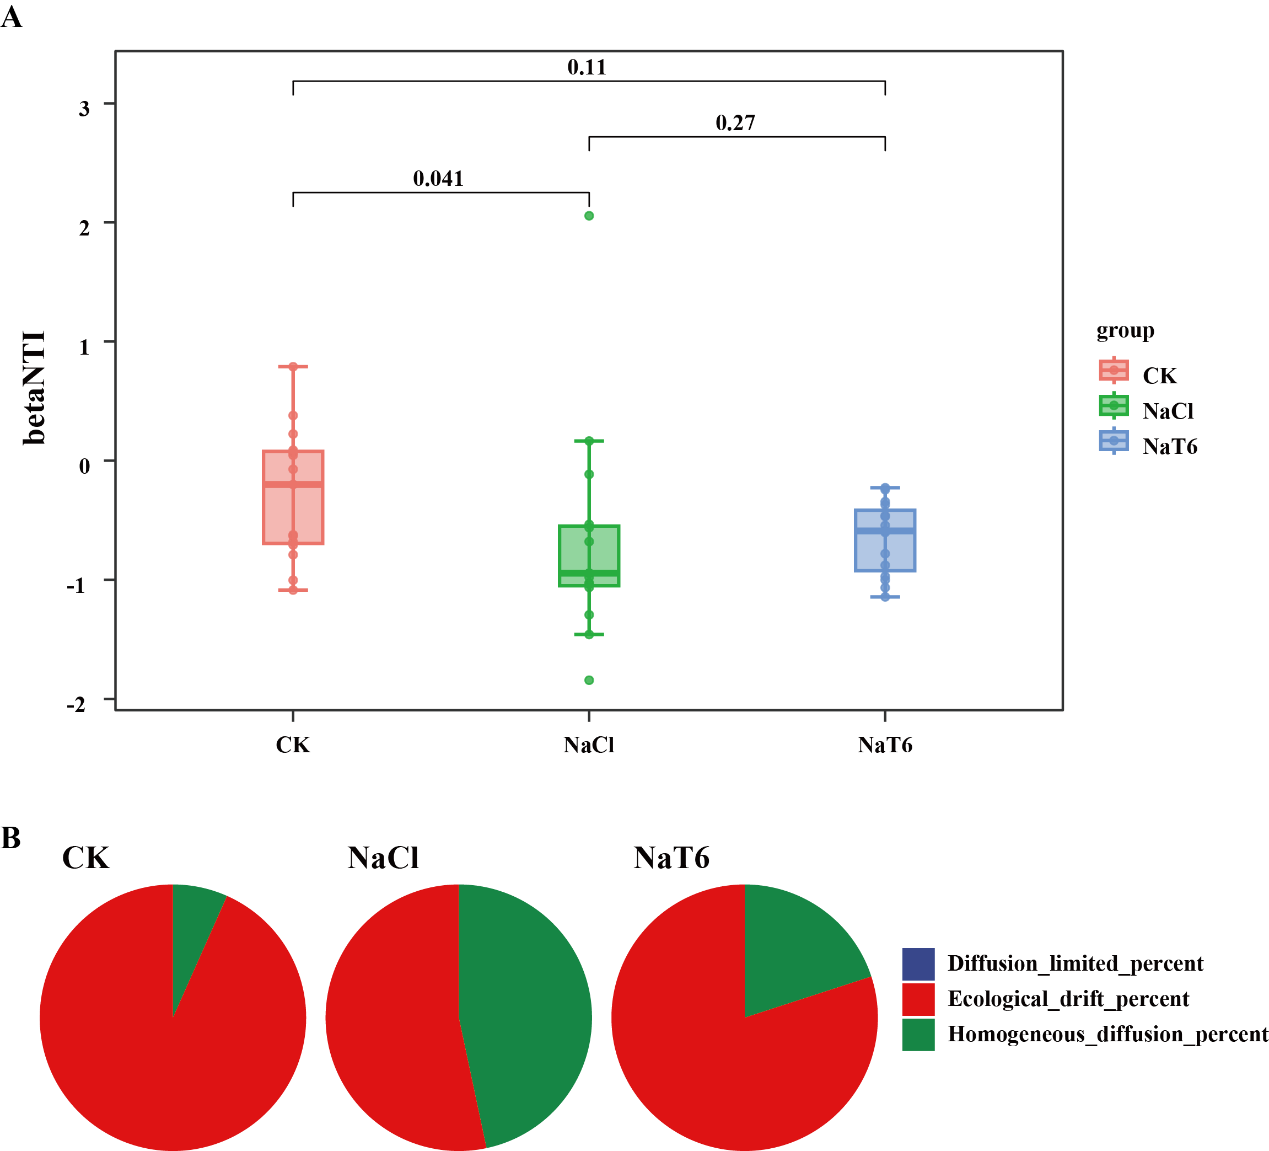 A
0.11
3
0.27
0.041
2
1
betaNTI
0
-1
-2
CK
NaCl
NaT6
group
CK
NaCl
NaT6
B
CK
NaCl
NaT6
Diffusion_limited_percent
Ecological_drift_percent
Homogeneous_diffusion_percent